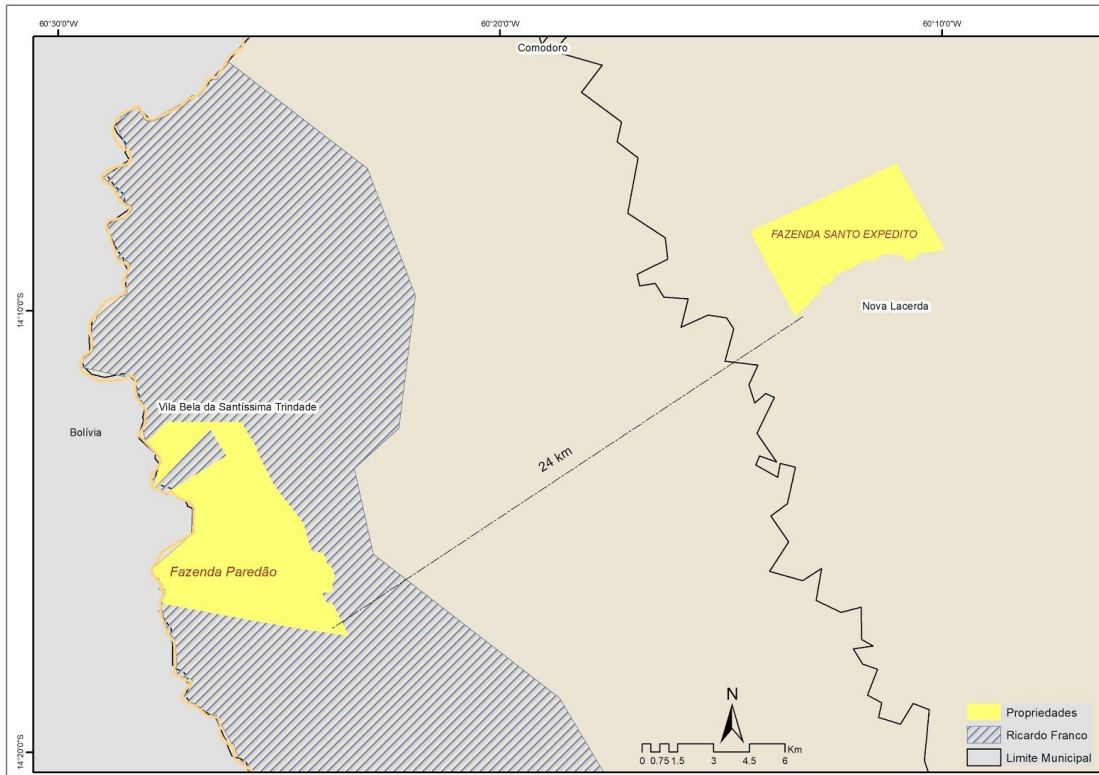 60°30'0"W
60°20'0"W
60°10'0"W
Comodoro
FAZENDA SANTO EXPEDITO
Nova Lacerda
14°10'0"S
Vila Bela da Santíssima Trindade
Bolívia
24 km
Fazenda Paredão
N
Propriedades
Ricardo Franco
Limite Municipal
Km
0 0.75 1.5 3 4.5 6
14°20'0"S